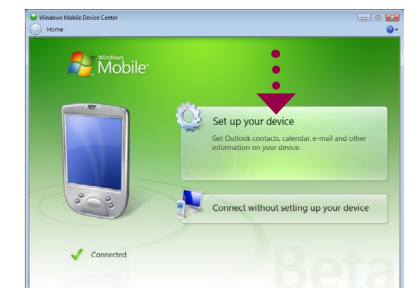 Windows Mobile Device Center
Home
Windows
Mobile
Set up your device
Get Outlook contacts, calendar, e-mail and other
information on your device.
Connect without setting up your device
Connected
Beta